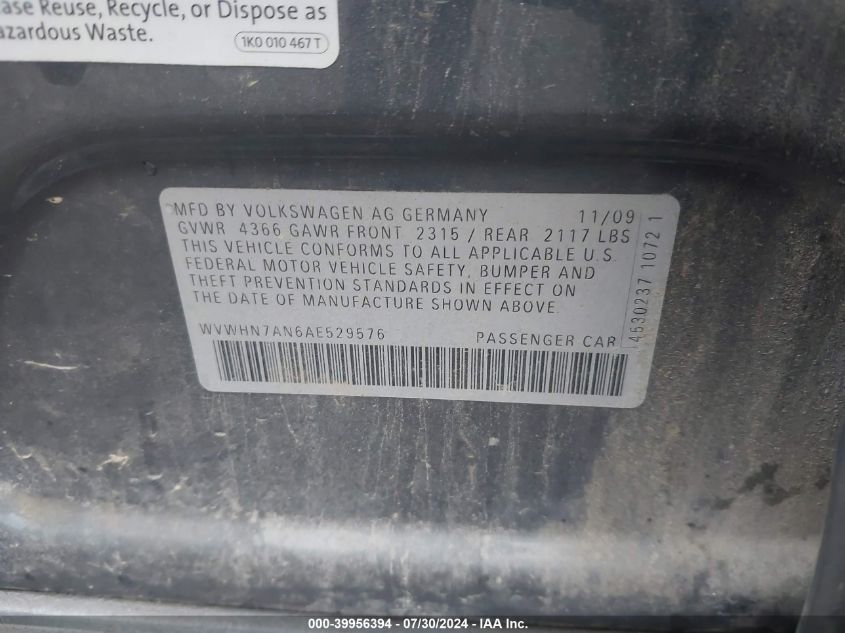 ase Reuse, Recycle, or Dispose as
azardous Waste.
1K0 010 467 T
MFD BY VOLKSWAGEN AG GERMANY 11/09
GVWR 4366 GAWR FRONT 2315 / REAR 2117 LBS
THIS VEHICLE CONFORMS TO ALL APPLICABLE U.S.
FEDERAL MOTOR VEHICLE SAFETY, BUMPER AND
THEFT PREVENTION STANDARDS IN EFFECT ON
THE DATE OF MANUFACTURE SHOWN ABOVE.
WVWHN7AN6AE529576 PASSENGER CAR
4530237 10721
000-39956394 - 07/30/2024 - IAA Inc.